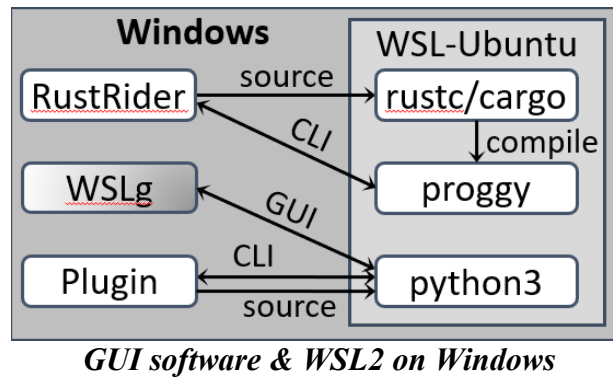 Windows
WSL-Ubuntu
RustRider
source
rustc/cargo
CLI
compile
WSLg
proggy
GUI
CLI
Plugin
python3
source
GUI software & WSL2 on Windows